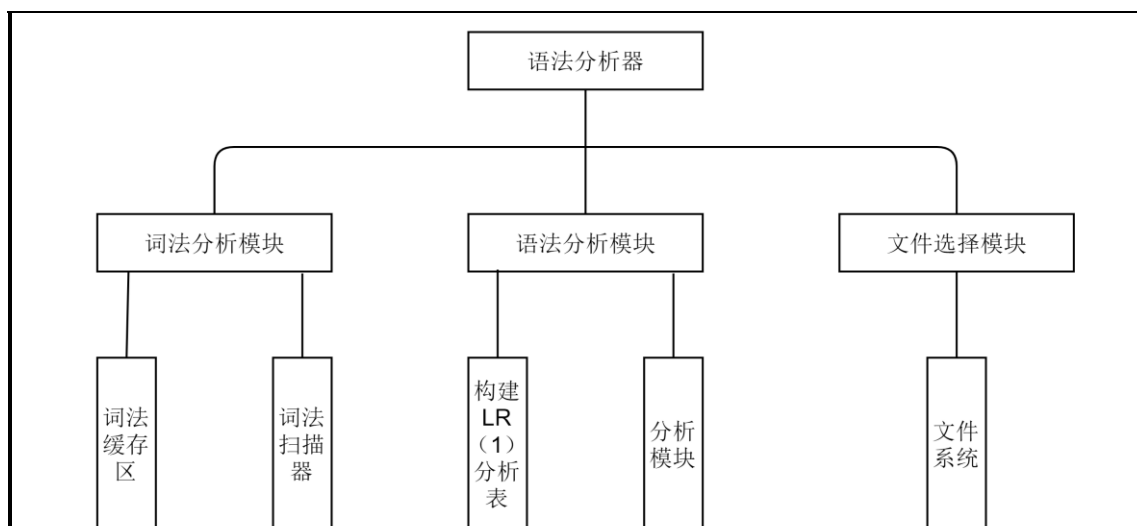 语法分析器
词法分析模块
语法分析模块
文件选择模块
词法
缓存
区
词法
扫描
器
构建
LR
（1）
分析
表
分析
模块
文件
系统